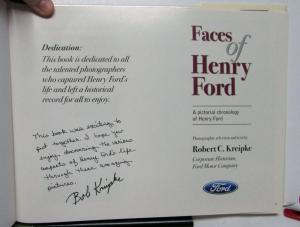 Dedication:
This book is dedicated to all
the talented photographers
who captured Henry Ford's
life and left a historical
record for all to enjoy.
This book was exciting to
put together. I hope you
enjoy discovering the various
aspects of Henry Ford's life
through these amazing
pictures.
Bob Kreipke
Faces
of
Henry
Ford
A pictorial chronology
of Henry Ford
Photographic selection and text by
Robert C. Kreipke
Corporate Historian,
Ford Motor Company
Ford